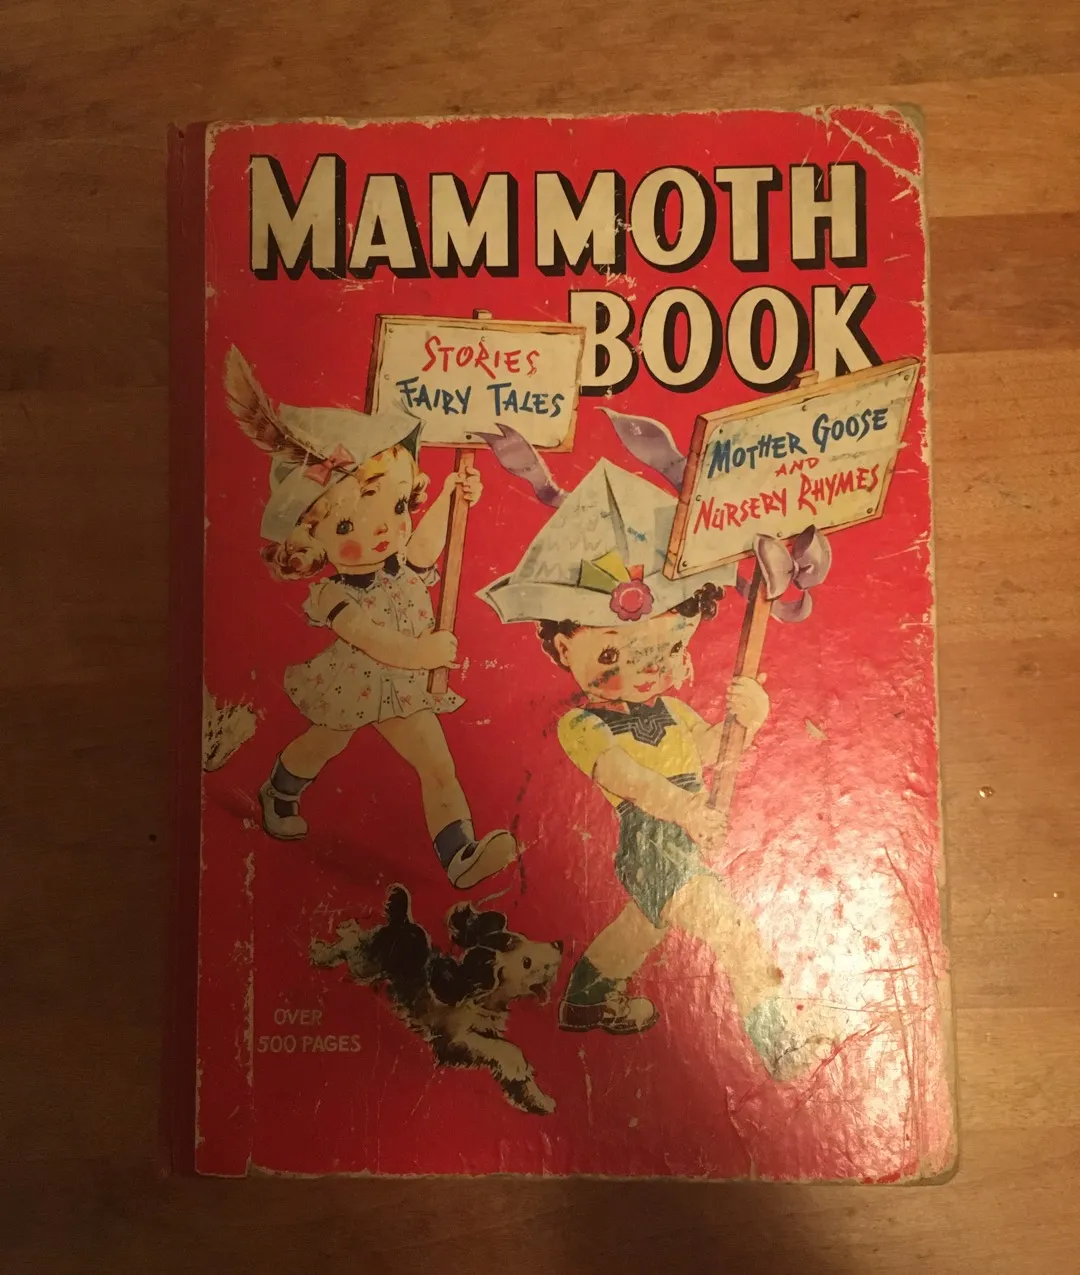 MAMMOTH
BOOK
STORIES
FAIRY TALES
MOTHER GOOSE
AND
NURSERY RHYMES
OVER
500 PAGES